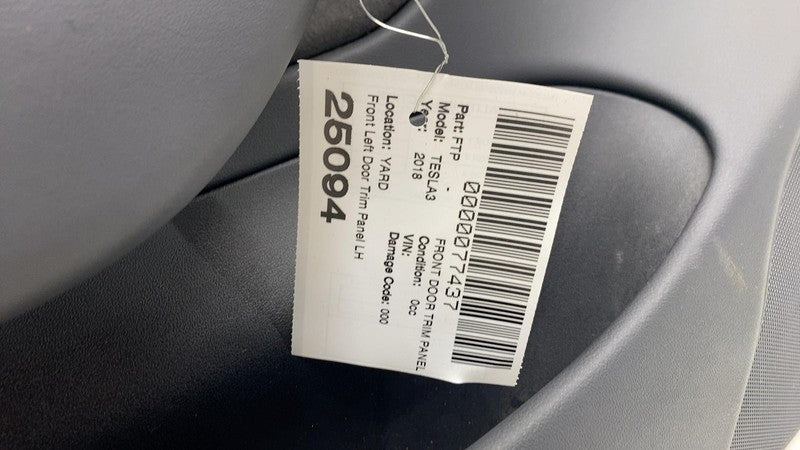 0000077437
Part: FTP - FRONT DOOR TRIM PANEL
Model: TESLA3 Condition: 0cc
Year: 2018 VIN:
Location: YARD Damage Code: 000
Front Left Door Trim Panel LH
25094